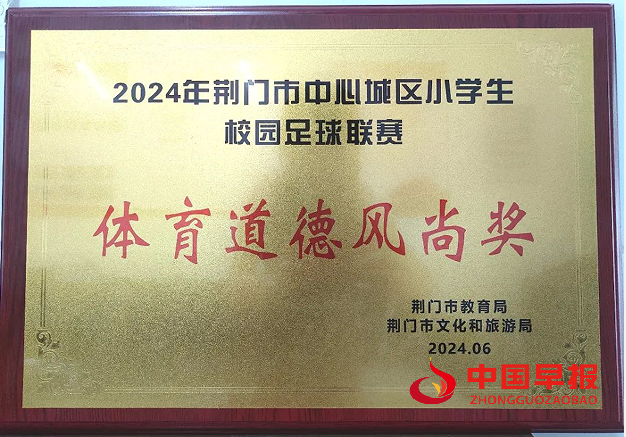 2024年荆门市中心城区小学生
校园足球联赛
体育道德风尚奖
荆门市教育局
荆门市文化和旅游局
2024.06
中国早报
ZHONGGUOZAOBAO